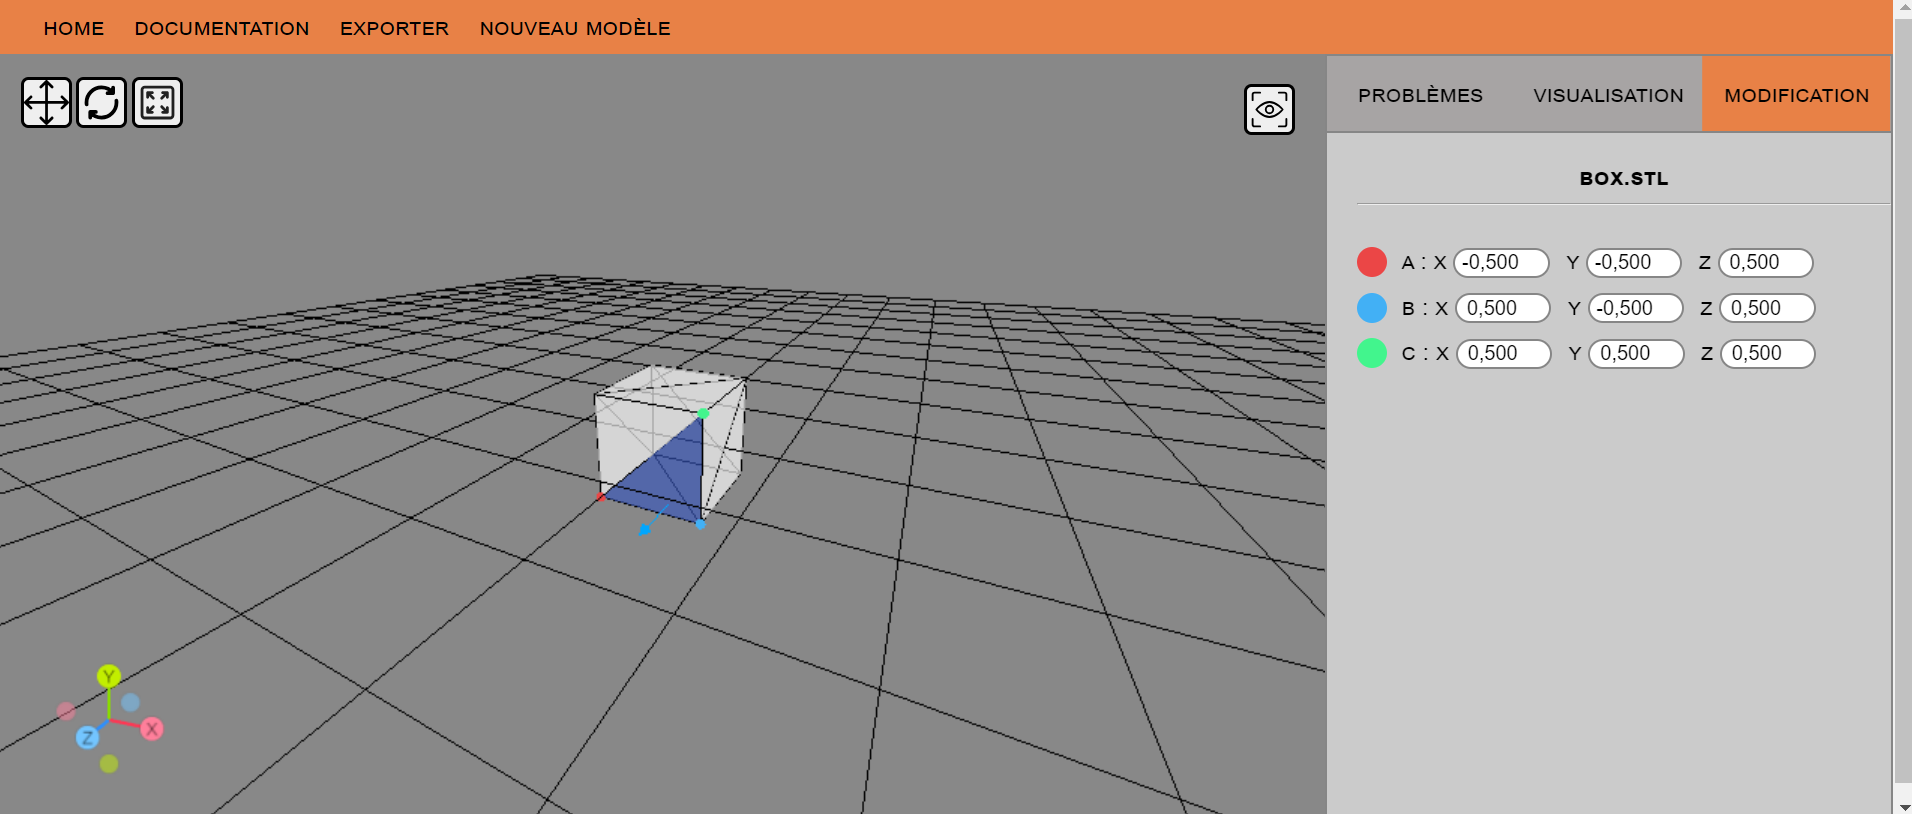 HOME DOCUMENTATION EXPORTER NOUVEAU MODÈLE
PROBLÈMES VISUALISATION MODIFICATION
BOX.STL
A : X -0,500 Y -0,500 Z 0,500
B : X 0,500 Y -0,500 Z 0,500
C : X 0,500 Y 0,500 Z 0,500
Y
Z X